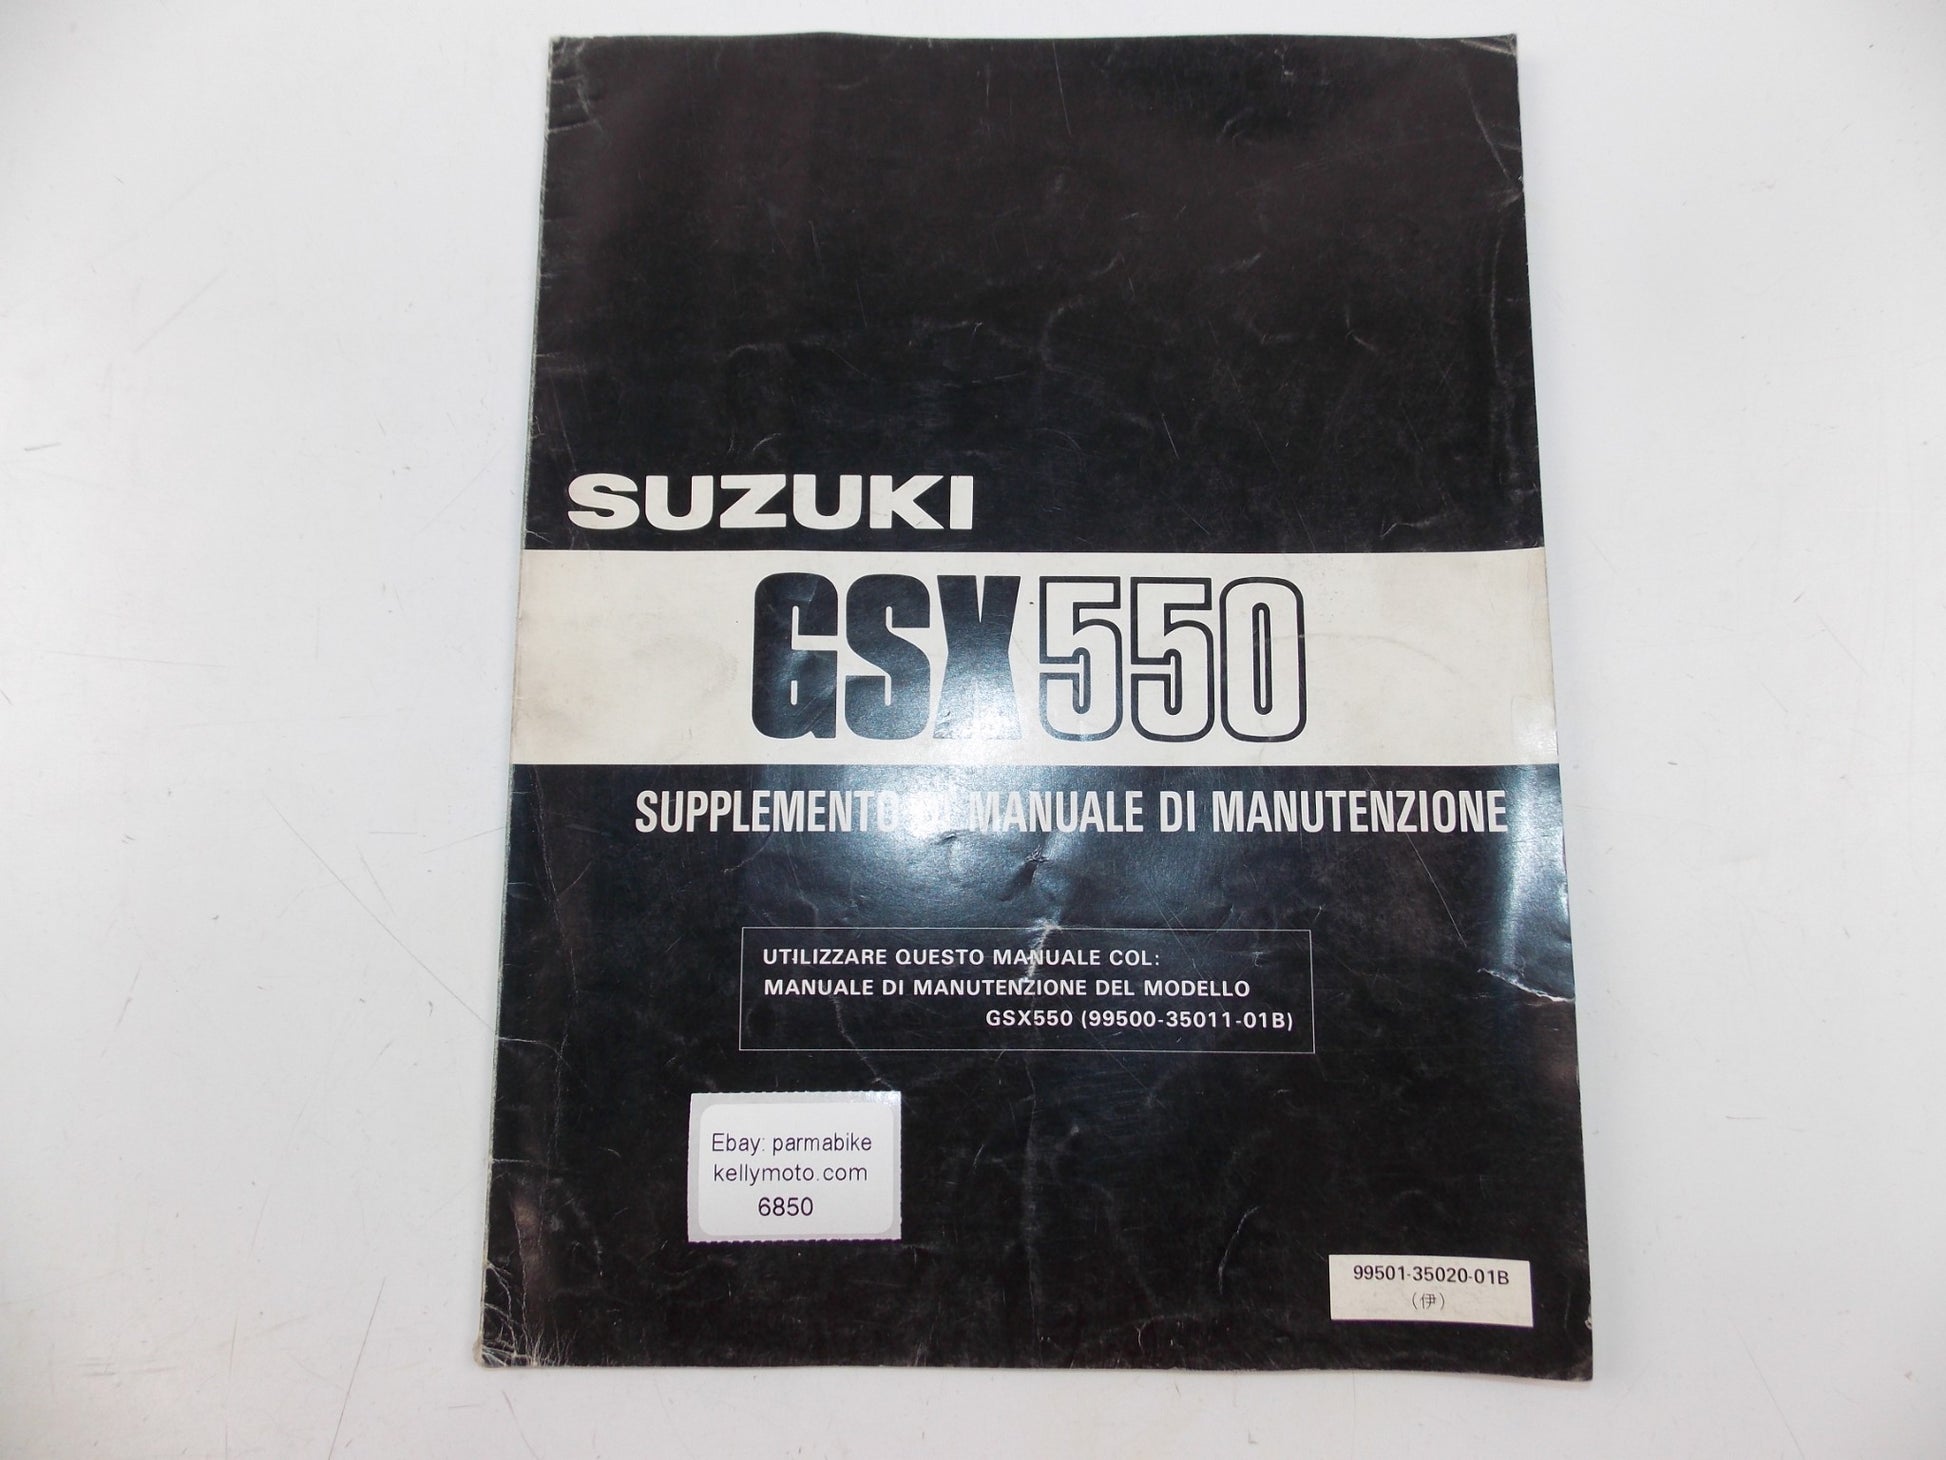 SUZUKI
GSX550
SUPPLEMENTO DI MANUALE DI MANUTENZIONE
UTILIZZARE QUESTO MANUALE COL:
MANUALE DI MANUTENZIONE DEL MODELLO
GSX550 (99500-35011-01B)
Ebay: parmabike
kellymoto.com
6850
99501-35020-01B
(伊)